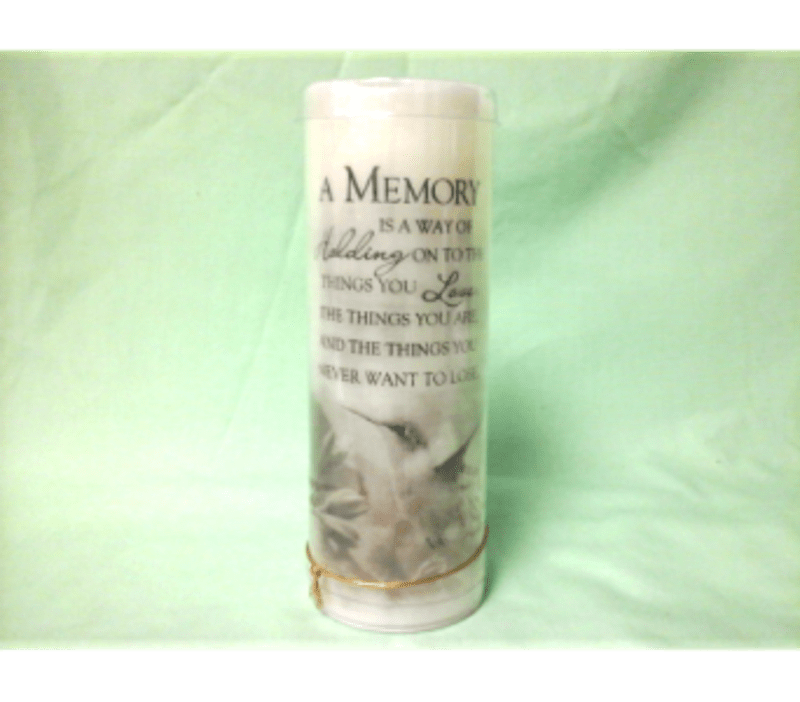 A MEMORY
IS A WAY OF
Holding ON TO THE
THINGS YOU Love
THE THINGS YOU ARE
AND THE THINGS YOU
NEVER WANT TO LOSE